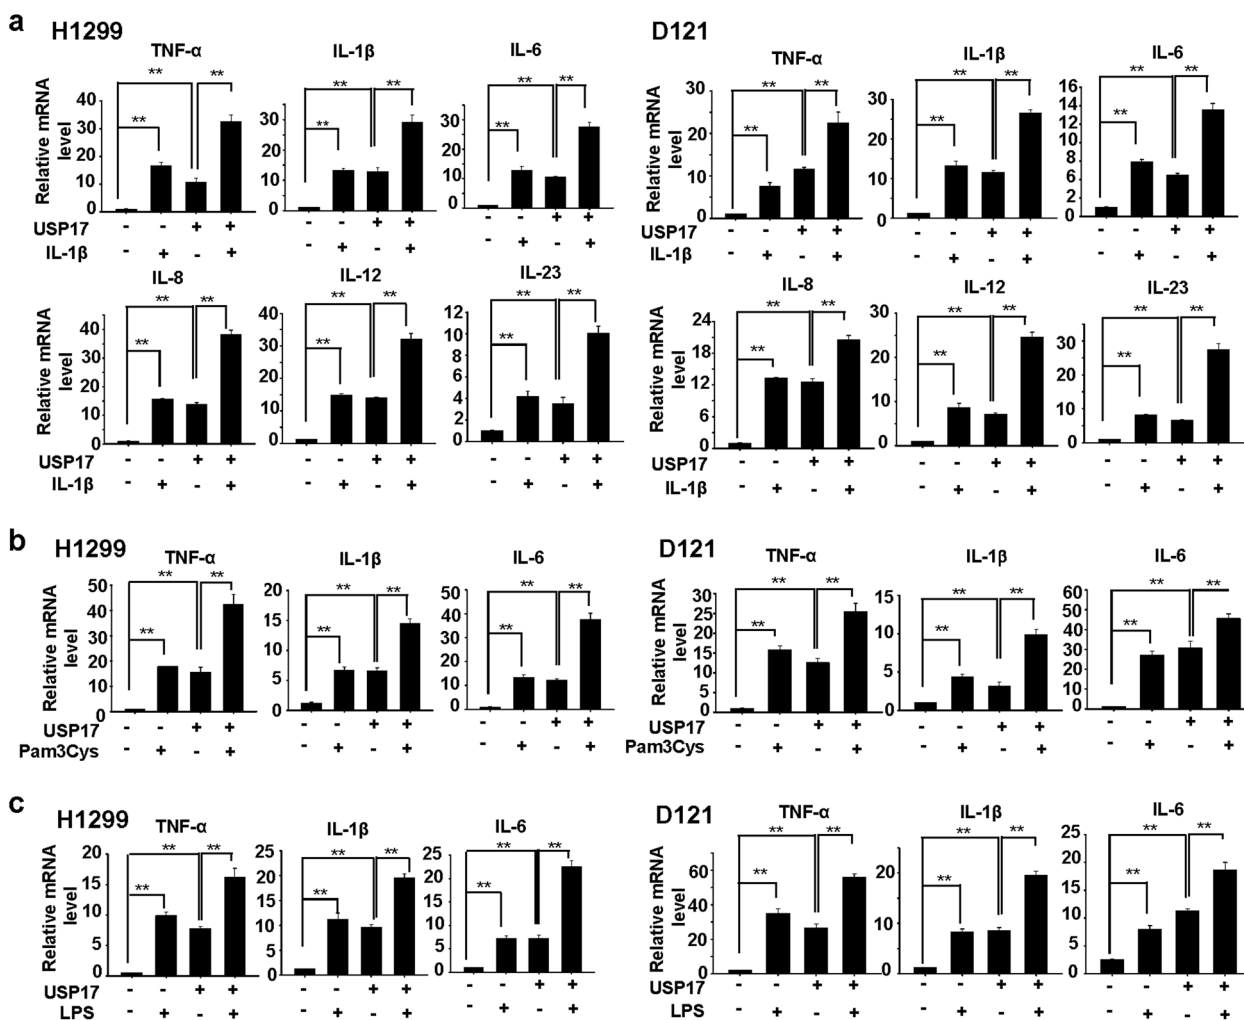 a
H1299
D121
TNF-α
IL-1β
IL-6
TNF-α
IL-1β
IL-6
Relative mRNA
level
40
30
20
10
0
** ** **
30
20
10
0
** ** **
30
20
10
0
** ** **
Relative mRNA
level
30
20
10
0
** ** **
30
20
10
0
** ** **
16
14
12
10
8
6
4
2
0
** ** **
USP17 - - + + - - + + - - + +
IL-1β - + - + - + - + - + - +
USP17 - - + + - - + + - - + +
IL-1β - + - + - + - + - + - +
IL-8
IL-12
IL-23
IL-8
IL-12
IL-23
Relative mRNA
level
40
30
20
10
0
** ** **
40
30
20
10
0
** ** **
12
10
8
6
4
2
0
** ** **
Relative mRNA
level
24
18
12
6
0
** ** **
30
20
10
0
** ** **
30
20
10
0
** ** **
USP17 - - + + - - + + - - + +
IL-1β - + - + - + - + - + - +
USP17 - - + + - - + + - - + +
IL-1β - + - + - + - + - + - +
b
H1299
D121
TNF-α
IL-1β
IL-6
TNF-α
IL-1β
IL-6
Relative mRNA
level
50
40
30
20
10
0
** ** **
20
15
10
5
0
** ** **
50
40
30
20
10
0
** ** **
Relative mRNA
level
30
25
20
15
10
5
0
** ** **
15
10
5
0
** ** **
60
50
40
30
20
10
0
** ** **
USP17 - - + + - - + + - - + +
Pam3Cys - + - + - + - + - + - +
USP17 - - + + - - + + - - + +
Pam3Cys - + - + - + - + - + - +
c
H1299
D121
TNF-α
IL-1β
IL-6
TNF-α
IL-1β
IL-6
Relative mRNA
level
20
15
10
5
0
** ** **
25
20
15
10
5
0
** ** **
25
20
15
10
5
0
** ** **
Relative mRNA
level
60
40
20
0
** ** **
20
10
0
** ** **
25
20
15
10
5
0
** ** **
USP17 - - + + - - + + - - + +
LPS - + - + - + - + - + - +
USP17 - - + + - - + + - - + +
LPS - + - + - + - + - + - +